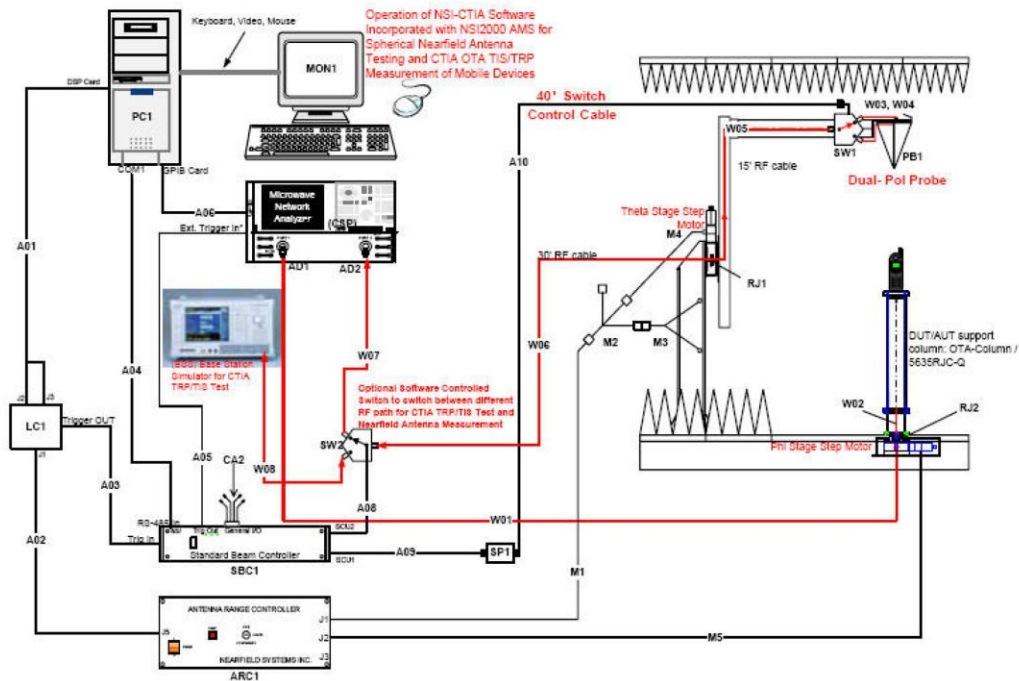 Keyboard, Video, Mouse
Operation of NSI-CTIA Software
Incorporated with NSI2000 AMS for
Spherical Nearfield Antenna
Testing and CTIA OTA TIS/TRP
Measurement of Mobile Devices
MON1
DSP Card
PC1
COM1
GPIB Card
40' Switch
Control Cable
W03, W04
W05
SW1
PB1
15' RF cable
Dual- Pol Probe
A10
A06
Microwave
Network
Analyzer
(CSP)
Ext. Trigger In*
AD1
AD2
Theta Stage Step
Motor
M4
30' RF cable
RJ1
A01
A04
W07
W06
M2
M3
DUT/AUT support
column: OTA-Column /
5635RJC-Q
(BSS) Base Station
Simulator for CTIA
TRP/TIS Test
Optional Software Controlled
Switch to switch between different
RF path for CTIA TRP/TIS Test and
Nearfield Antenna Measurement
J2
J3
LC1
Trigger OUT
J1
W02
RJ2
Phi Stage Step Motor
SW2
A05
CA2
W08
A03
A08
W01
RS-485 In
Trig Out
General I/O
SCU2
Trig In
Standard Beam Controller
SCU1
A09
SP1
SBC1
A02
M1
ANTENNA RANGE CONTROLLER
J1
J5
J2
M5
NEARFIELD SYSTEMS INC.
J3
ARC1